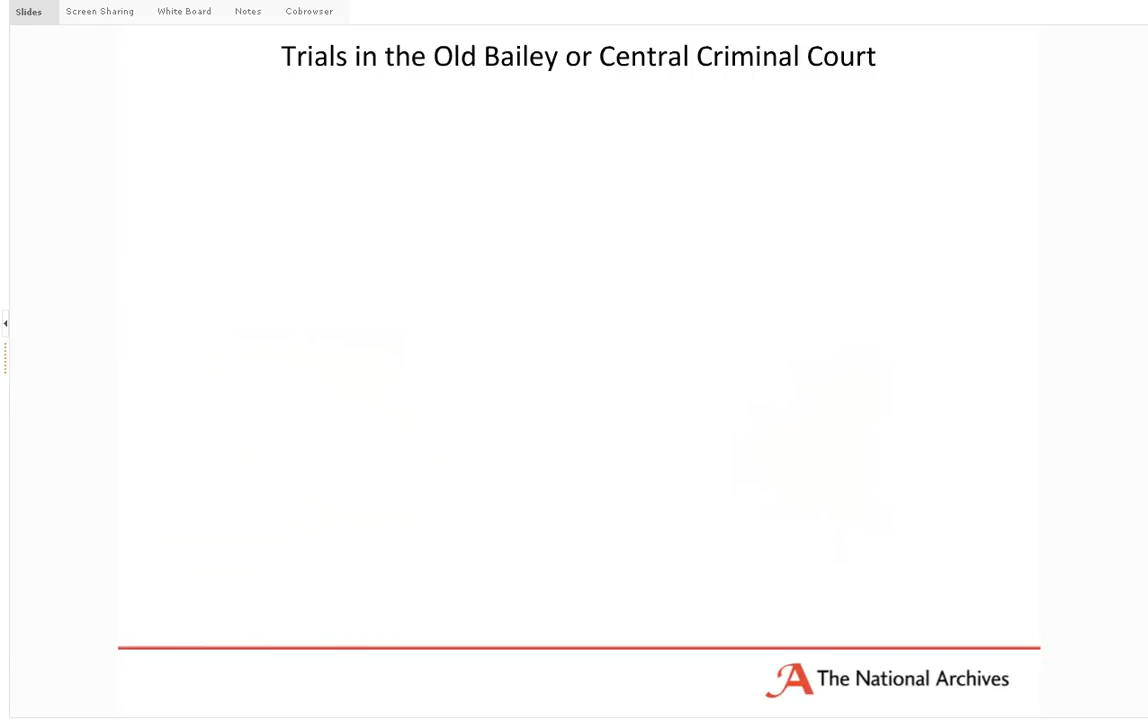 Slides Screen Sharing White Board Notes Cobrowser
Trials in the Old Bailey or Central Criminal Court
The National Archives